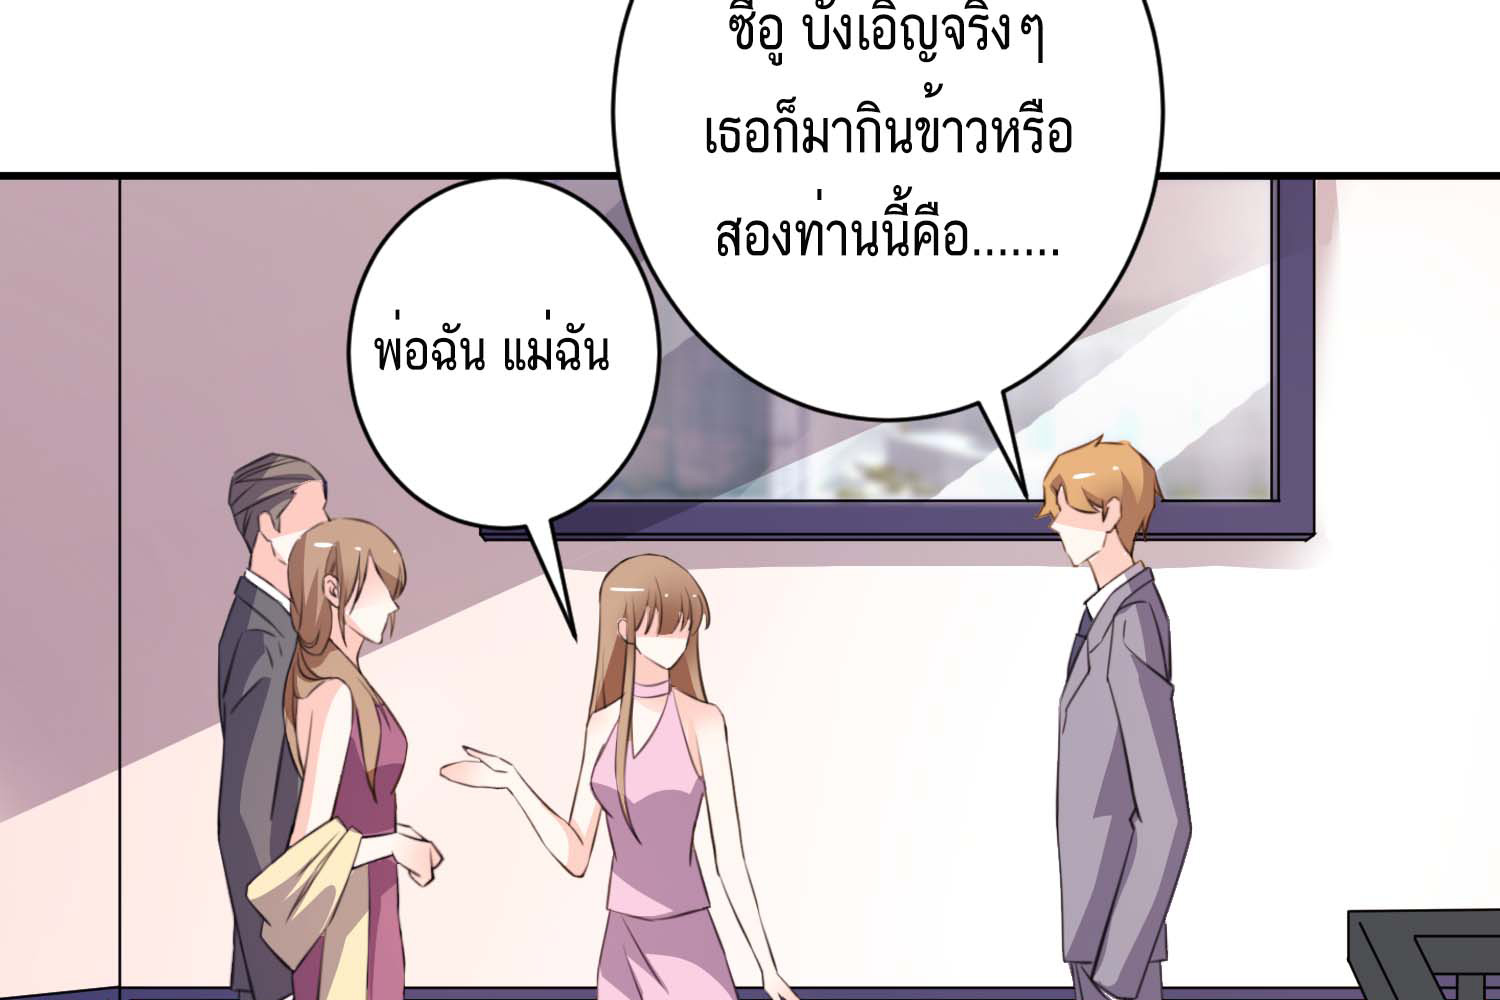 ซีอู บังเอิญจริงๆ
เธอก็มากินข้าวหรือ
สองท่านนี้คือ.......
พ่อฉัน แม่ฉัน